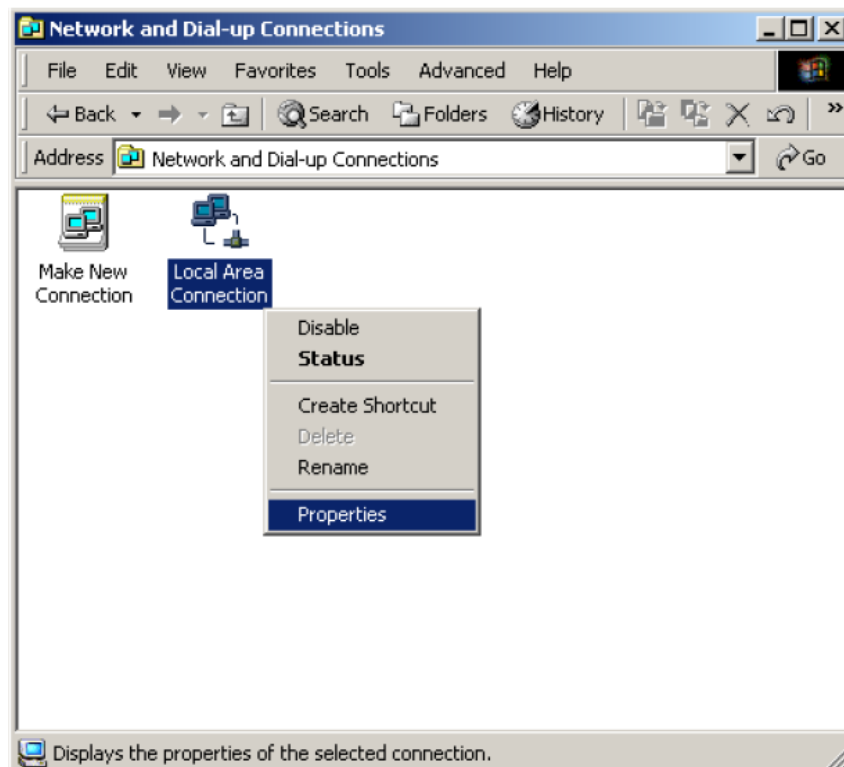 Network and Dial-up Connections
File Edit View Favorites Tools Advanced Help
Back Search Folders History »
Address Network and Dial-up Connections Go
Make New Connection
Local Area Connection
Disable
Status
Create Shortcut
Delete
Rename
Properties
Displays the properties of the selected connection.